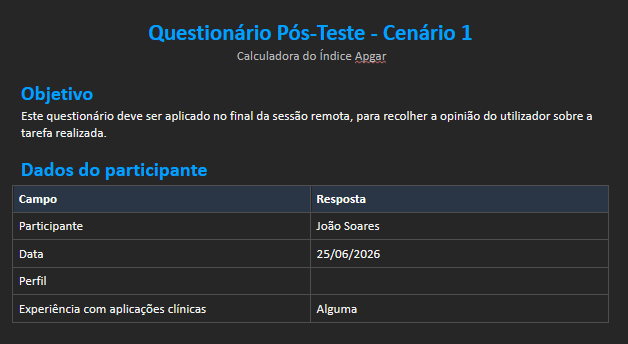 Questionário Pós-Teste - Cenário 1
Calculadora do Índice Apgar
Objetivo
Este questionário deve ser aplicado no final da sessão remota, para recolher a opinião do utilizador sobre a
tarefa realizada.
Dados do participante
Campo Resposta
Participante João Soares
Data 25/06/2026
Perfil
Experiência com aplicações clínicas Alguma